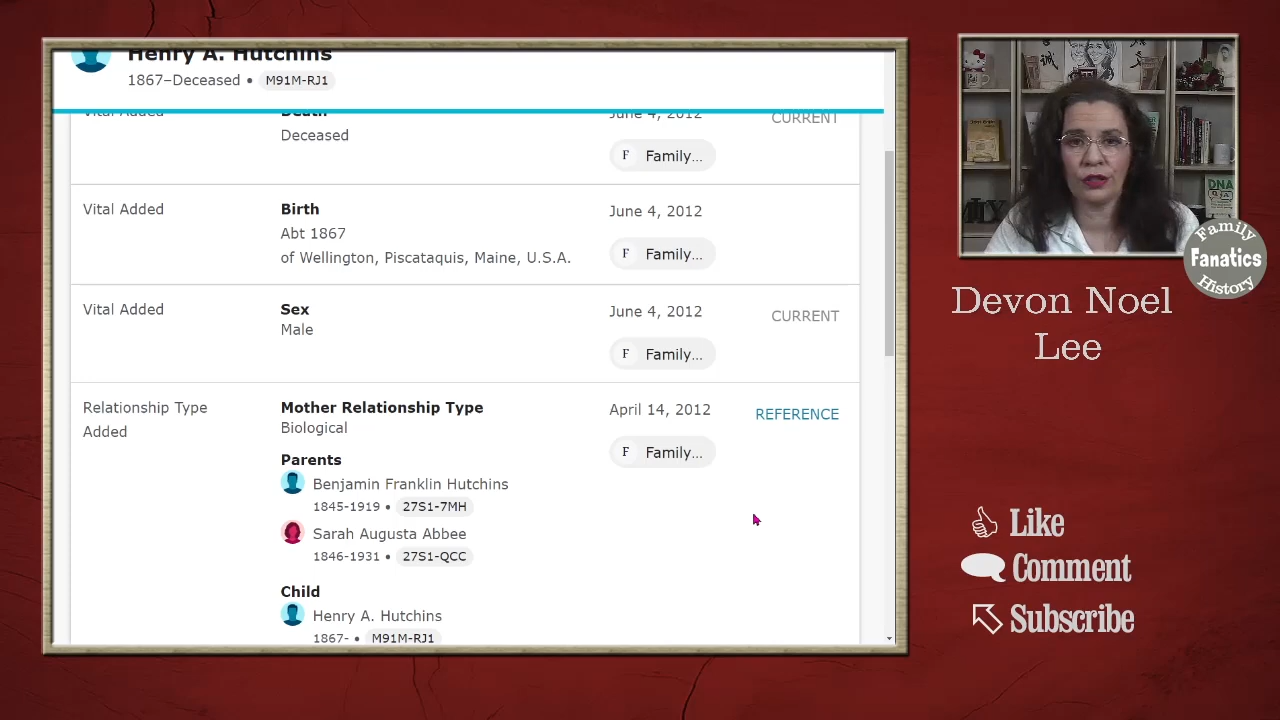 Henry A. Hutchins
1867–Deceased • M91M-RJ1
Vital Added Death June 4, 2012 CURRENT
Deceased
F Family...
Vital Added Birth June 4, 2012
Abt 1867
of Wellington, Piscataquis, Maine, U.S.A.
F Family...
Vital Added Sex June 4, 2012 CURRENT
Male
F Family...
Relationship Type Added
Mother Relationship Type April 14, 2012 REFERENCE
Biological
F Family...
Parents
Benjamin Franklin Hutchins
1845-1919 • 27S1-7MH
Sarah Augusta Abbee
1846-1931 • 27S1-QCC
Child
Henry A. Hutchins
1867- • M91M-RJ1
DNA
Q&A
Family
Fanatics
History
Devon Noel
Lee
Like
Comment
Subscribe